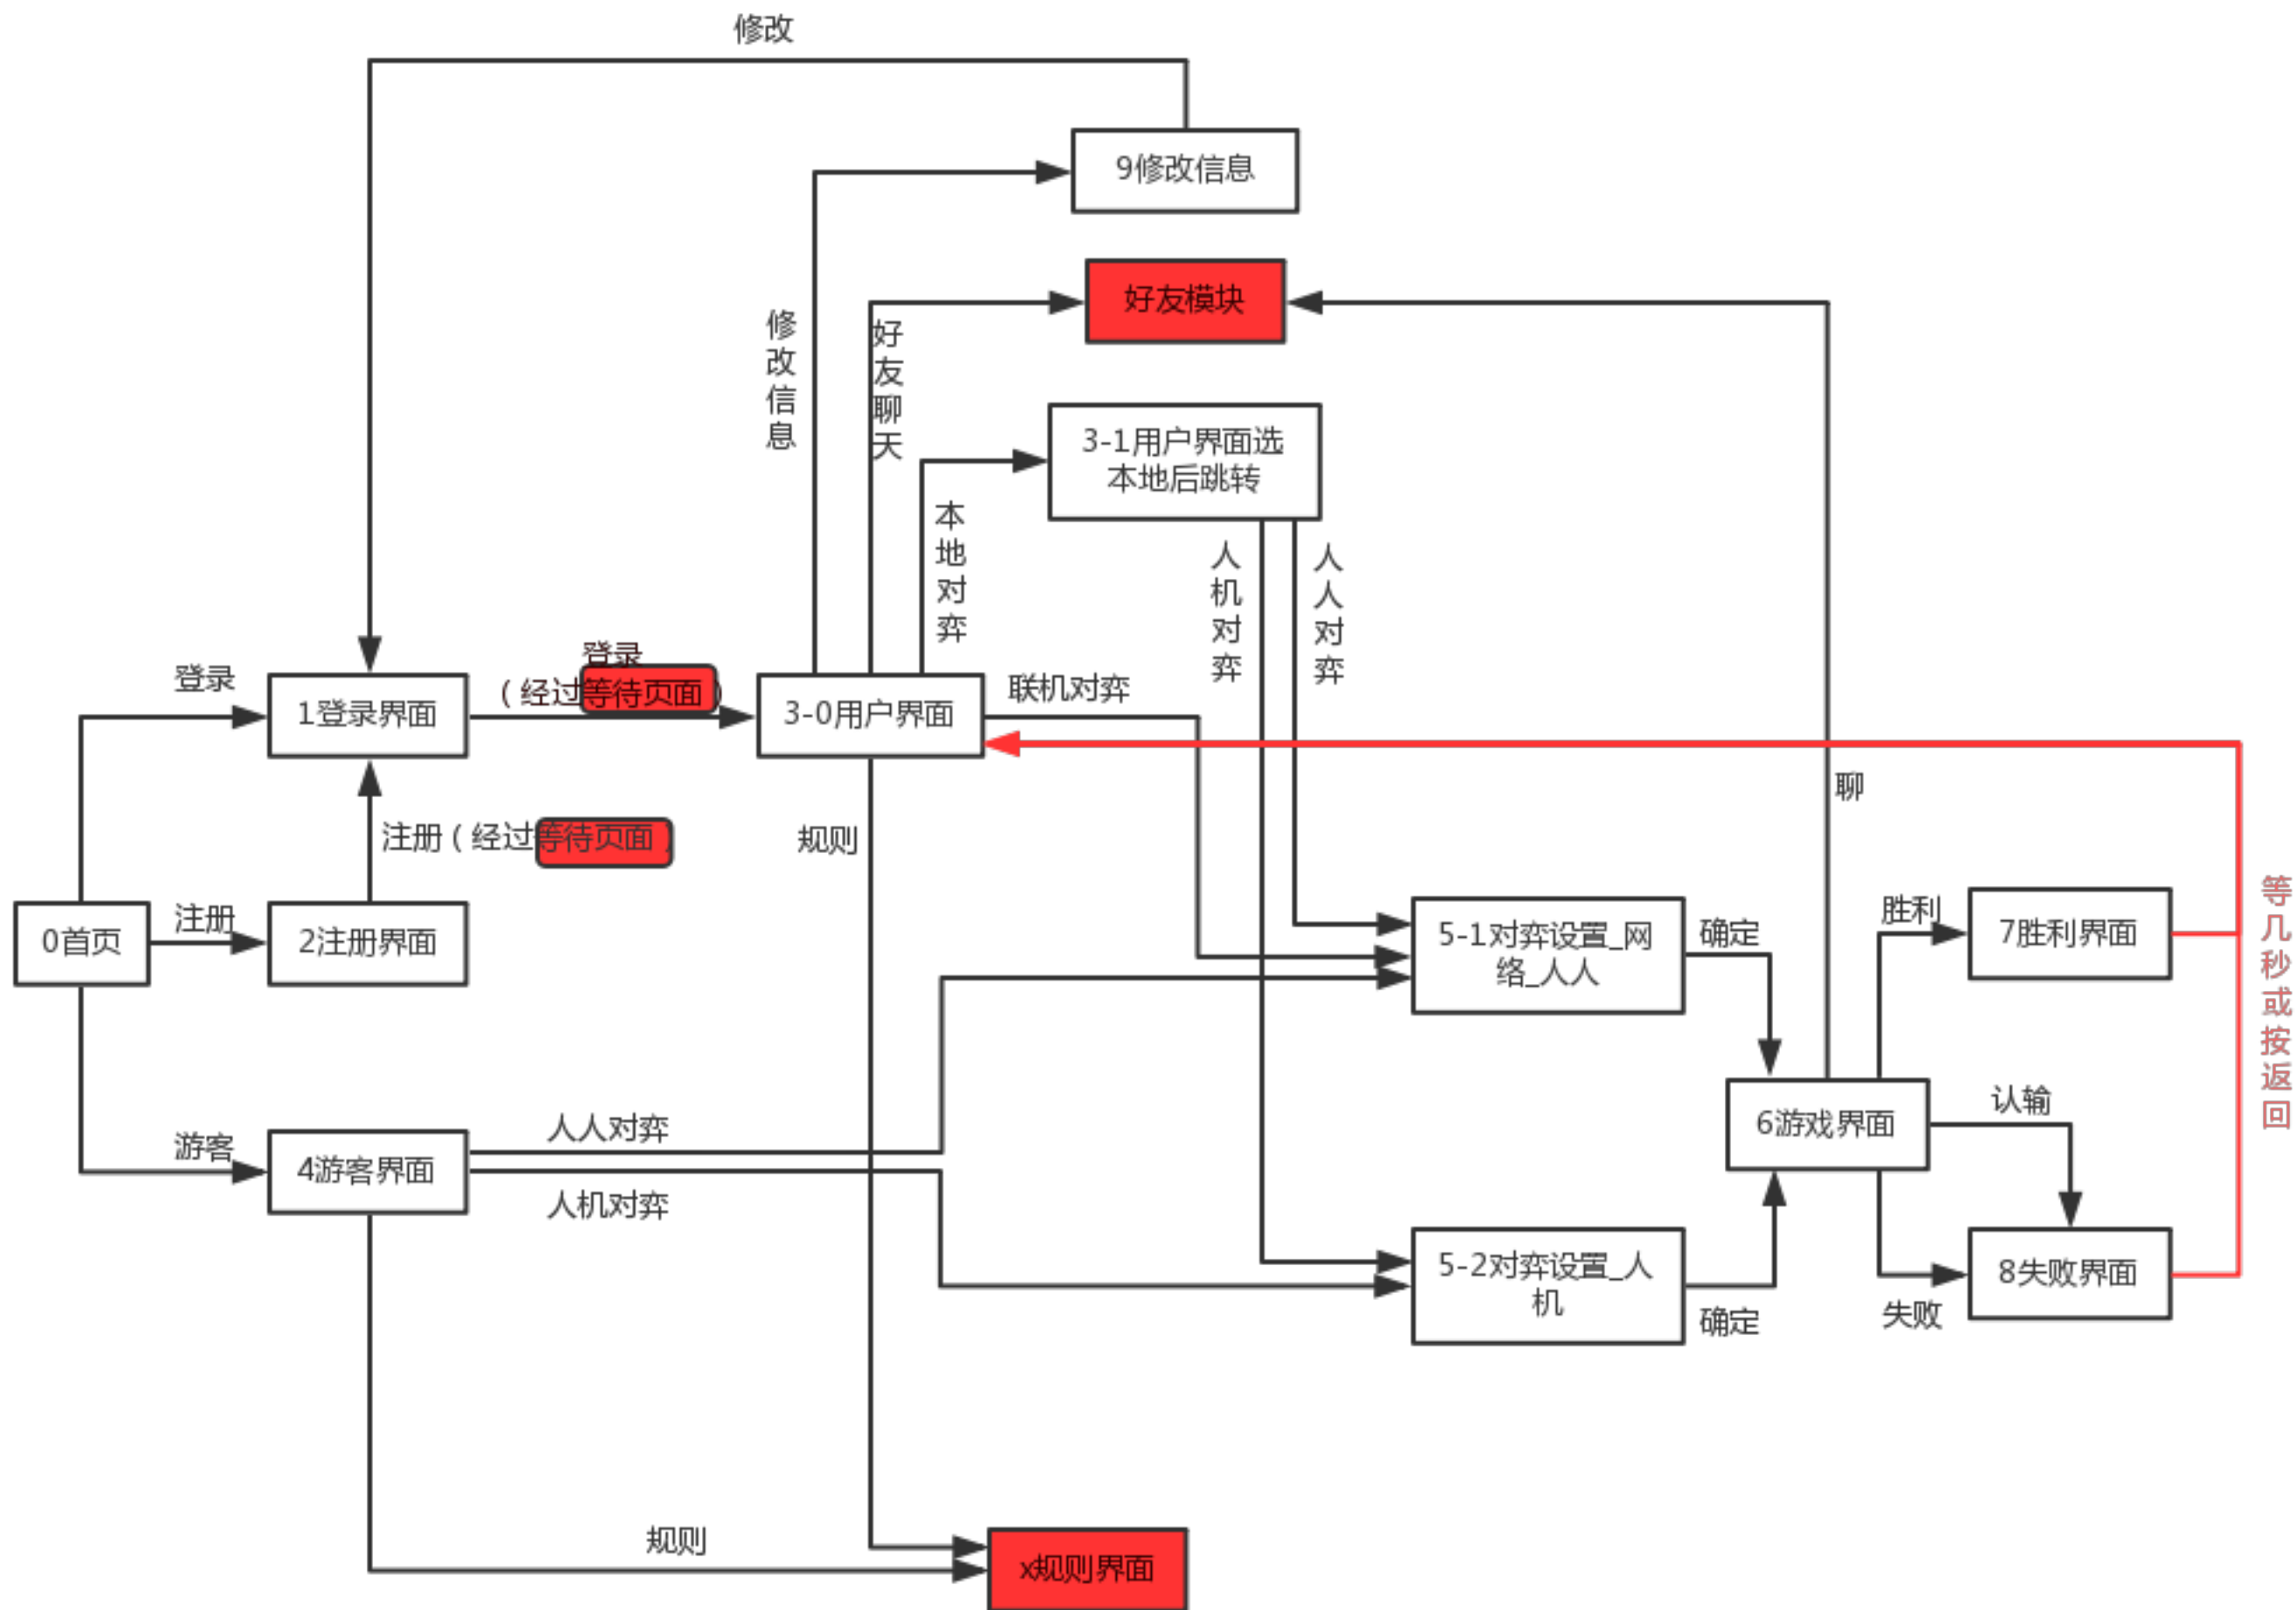 修改
9修改信息
好友模块
修改信息
好友聊天
3-1用户界面选
本地后跳转
本地对弈
人机对弈
人人对弈
登录
1登录界面
登录
（经过等待页面）
3-0用户界面
联机对弈
聊
注册（经过等待页面）
规则
0首页
注册
2注册界面
5-1对弈设置_网
络_人人
确定
胜利
7胜利界面
等几秒或按返回
游客
4游客界面
人人对弈
人机对弈
6游戏界面
认输
5-2对弈设置_人
机
确定
失败
8失败界面
规则
x规则界面